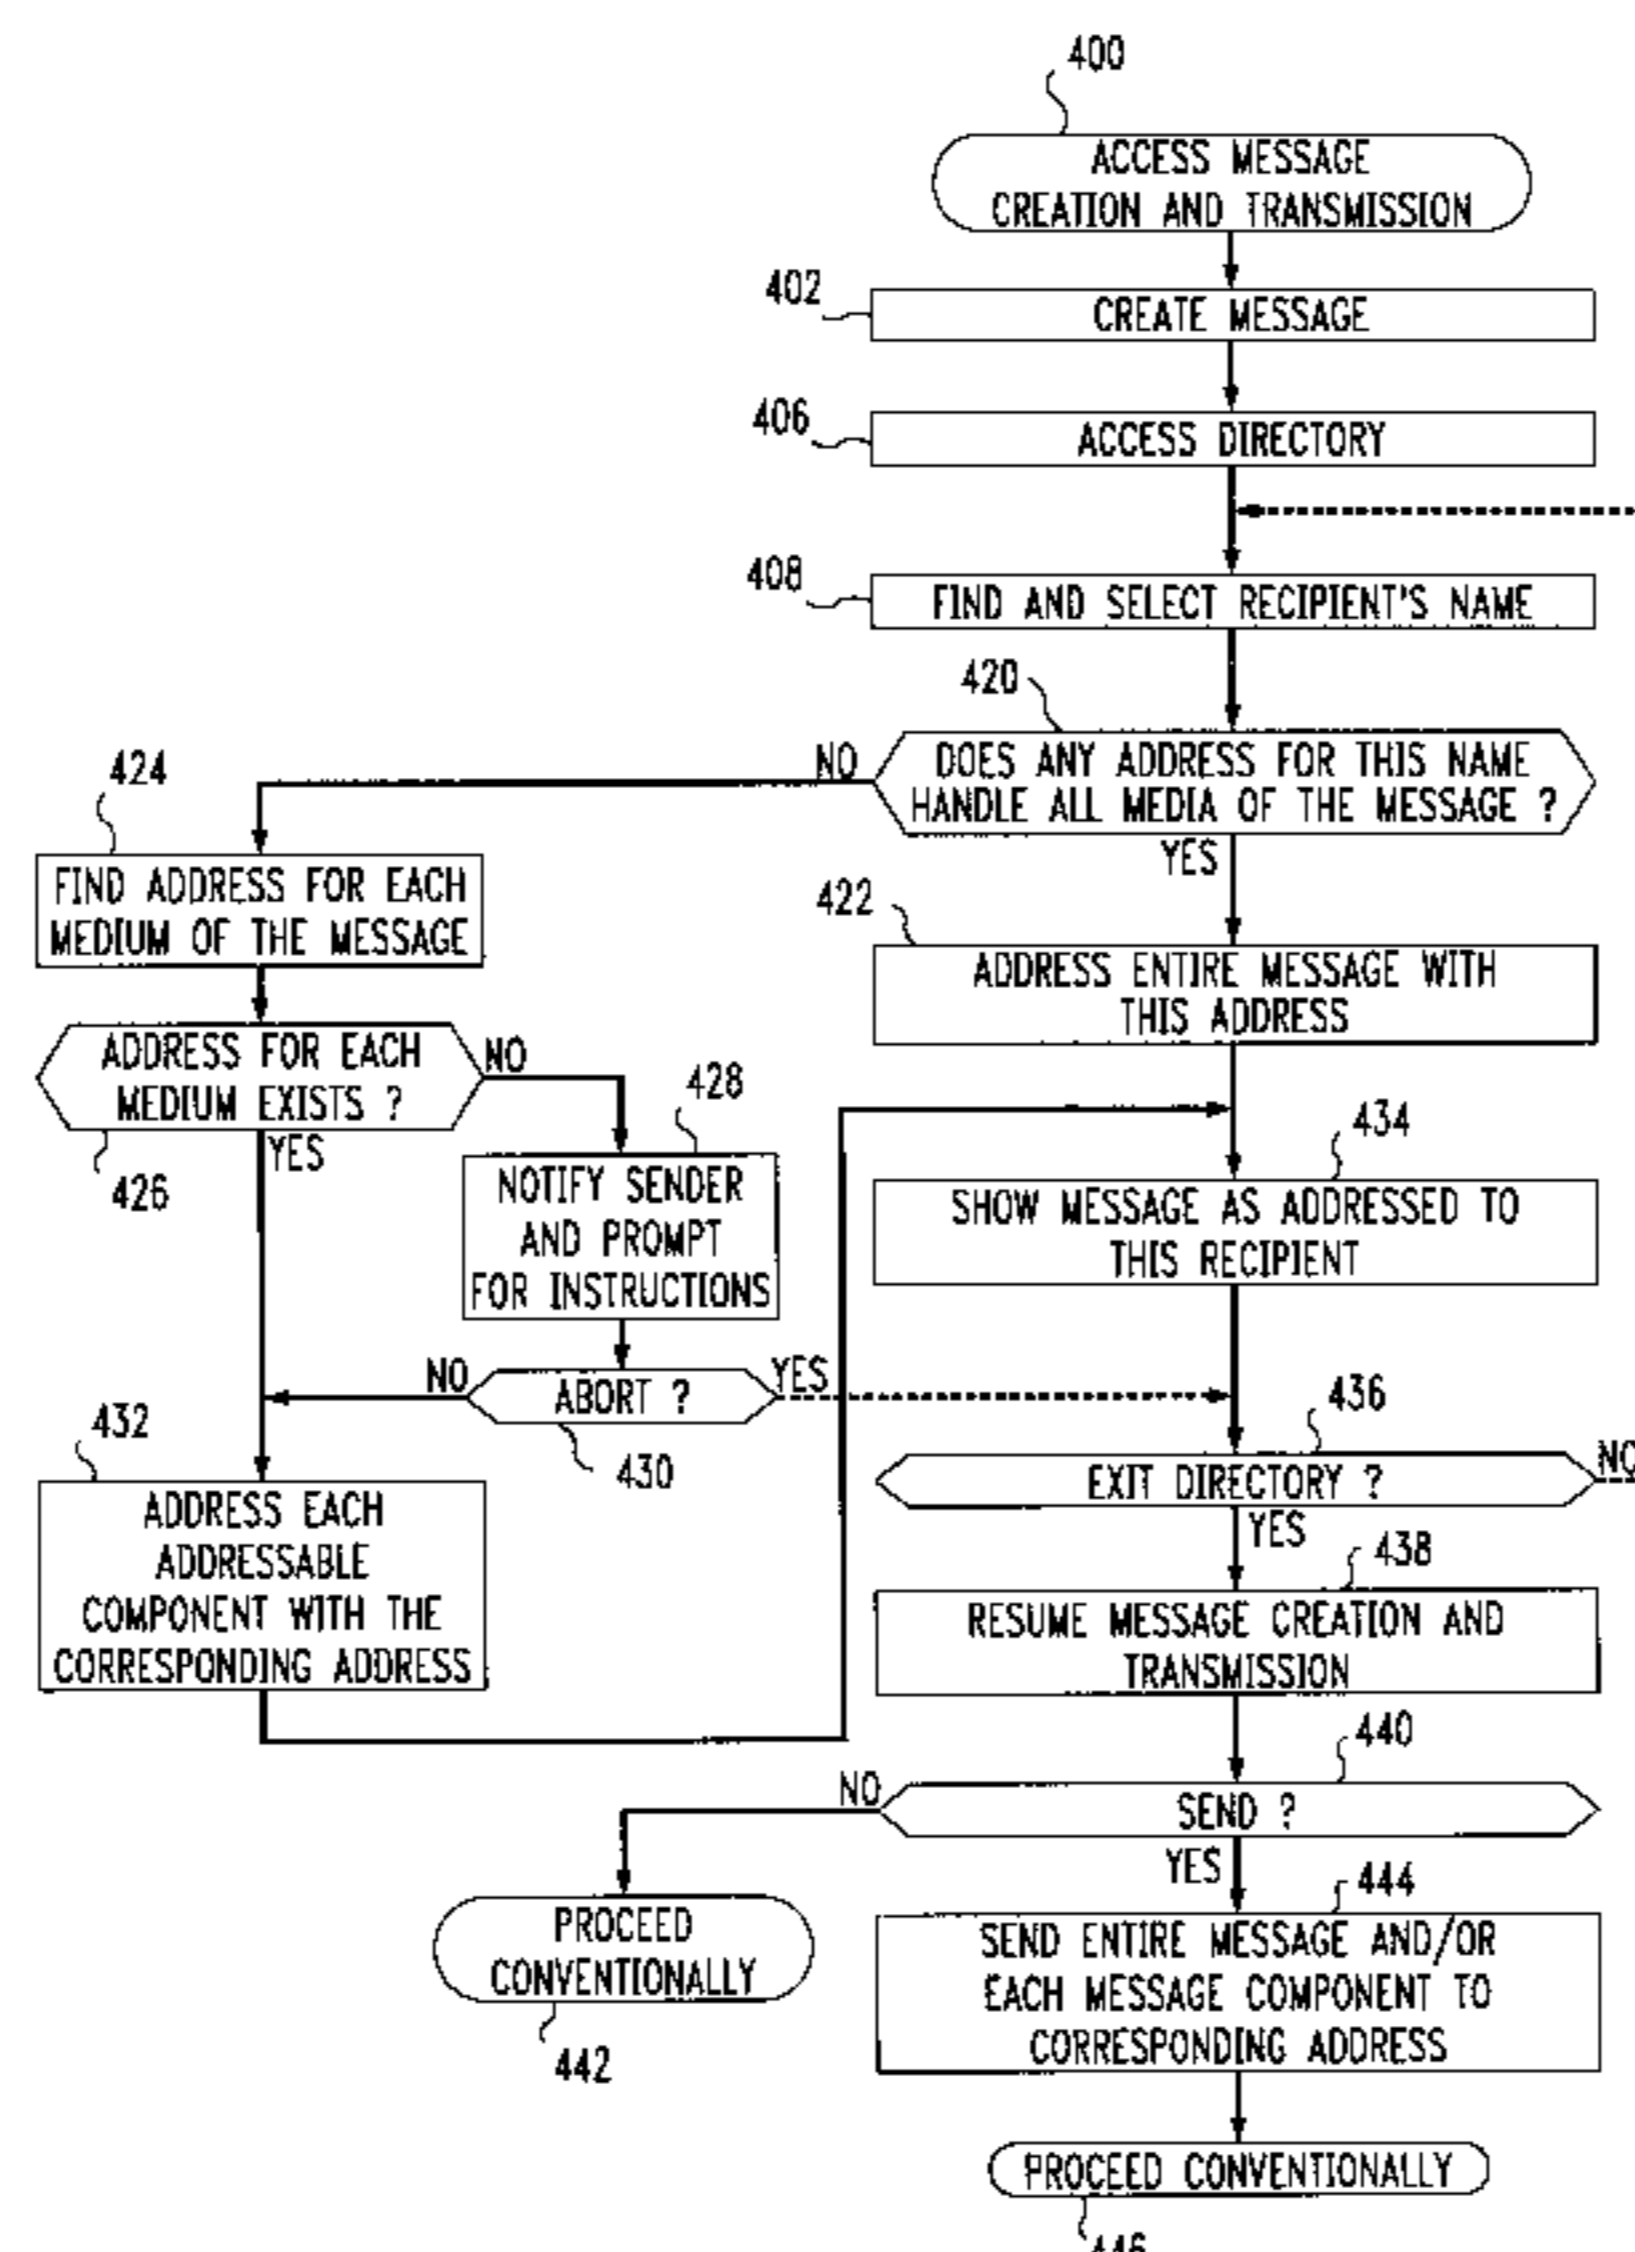 400
ACCESS MESSAGE
CREATION AND TRANSMISSION
402
CREATE MESSAGE
406
ACCESS DIRECTORY
408
FIND AND SELECT RECIPIENT'S NAME
420
DOES ANY ADDRESS FOR THIS NAME
HANDLE ALL MEDIA OF THE MESSAGE ?
NO
YES
424
FIND ADDRESS FOR EACH
MEDIUM OF THE MESSAGE
422
ADDRESS ENTIRE MESSAGE WITH
THIS ADDRESS
ADDRESS FOR EACH
MEDIUM EXISTS ?
NO
YES
426
428
NOTIFY SENDER
AND PROMPT
FOR INSTRUCTIONS
434
SHOW MESSAGE AS ADDRESSED TO
THIS RECIPIENT
NO
ABORT ?
YES
430
432
ADDRESS EACH
ADDRESSABLE
COMPONENT WITH THE
CORRESPONDING ADDRESS
436
EXIT DIRECTORY ?
NO
YES
438
RESUME MESSAGE CREATION AND
TRANSMISSION
440
NO
SEND ?
YES
PROCEED
CONVENTIONALLY
442
444
SEND ENTIRE MESSAGE AND/OR
EACH MESSAGE COMPONENT TO
CORRESPONDING ADDRESS
PROCEED CONVENTIONALLY
446